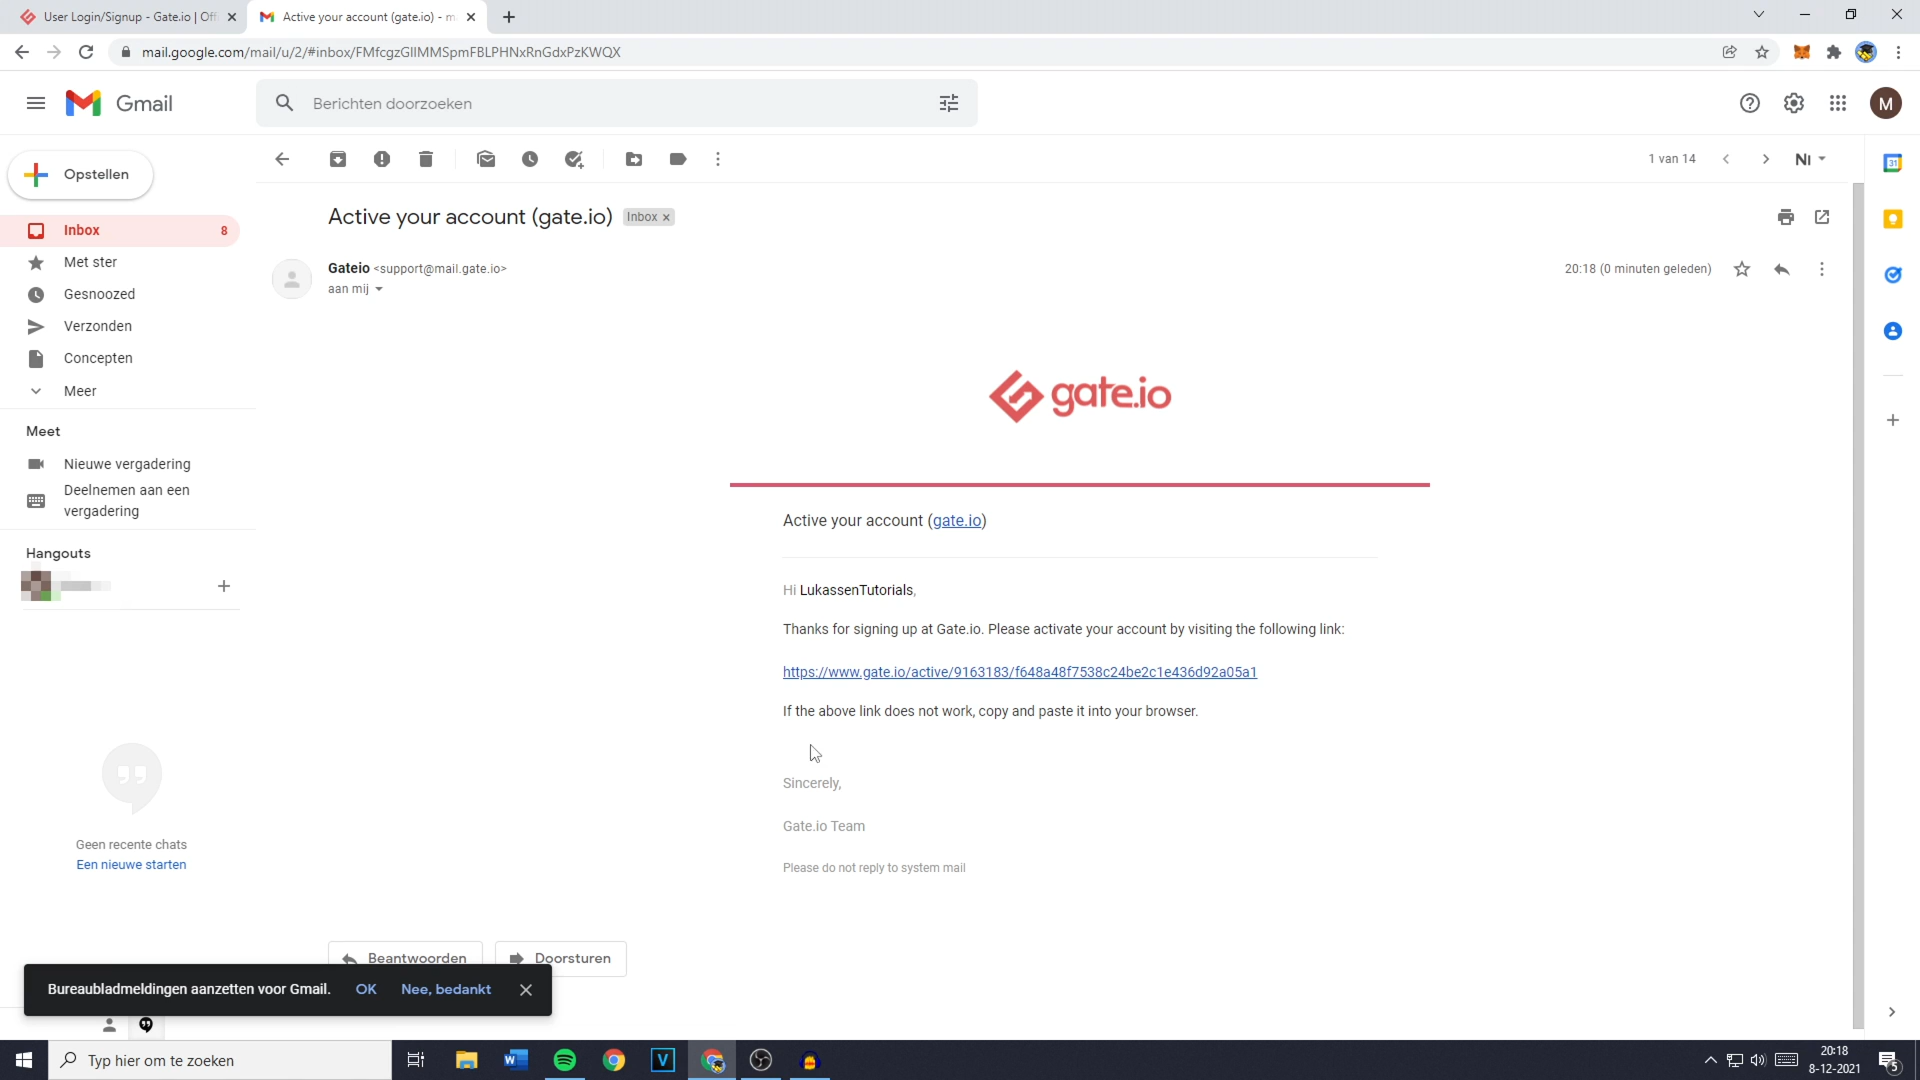 User Login/Signup - Gate.io | Offi
Active your account (gate.io) - m
mail.google.com/mail/u/2/#inbox/FMfcgzGllMMSpmFBLPHNxRnGdxPzKWQX
Gmail
Berichten doorzoeken
M
Opstellen
1 van 14
NI
Inbox
8
Met ster
Gesnoozed
Verzonden
Concepten
Meer
Meet
Nieuwe vergadering
Deelnemen aan een
vergadering
Hangouts
Geen recente chats
Een nieuwe starten
Active your account (gate.io)
Inbox x
Gateio <support@mail.gate.io>
aan mij
20:18 (0 minuten geleden)
gate.io
Active your account (gate.io)
Hi LukassenTutorials,
Thanks for signing up at Gate.io. Please activate your account by visiting the following link:
https://www.gate.io/active/9163183/f648a48f7538c24be2c1e436d92a05a1
If the above link does not work, copy and paste it into your browser.
Sincerely,
Gate.io Team
Please do not reply to system mail
Beantwoorden
Doorsturen
Bureaubladmeldingen aanzetten voor Gmail.
OK
Nee, bedankt
31
Typ hier om te zoeken
20:18
8-12-2021
5